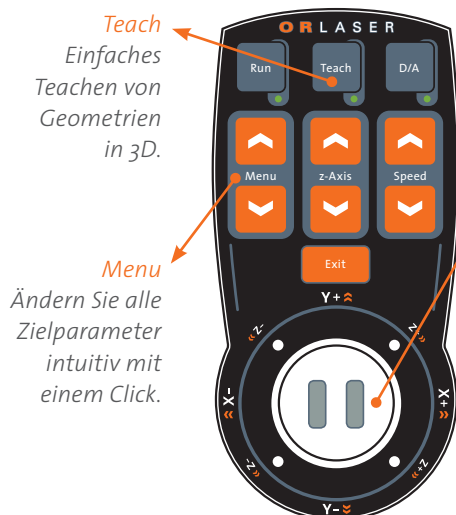 Teach
Einfaches
Teachen von
Geometrien
in 3D.
Menu
Ändern Sie alle
Zielparameter
intuitiv mit
einem Click.
ORLASER
Run Teach D/A
Menu z-Axis Speed
Exit
Y+
z-
X-
X+
z-
z+
Y-